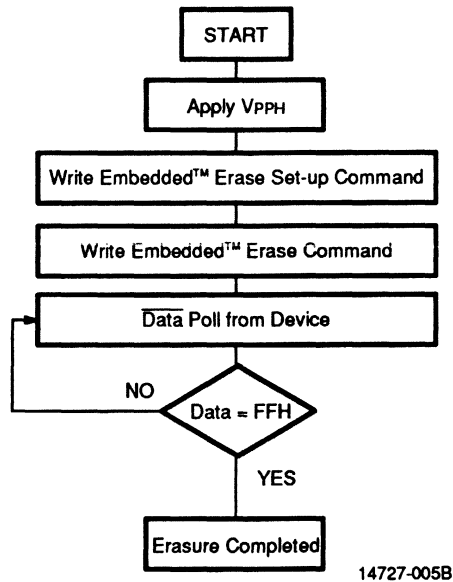 START
Apply VPPH
Write Embedded™ Erase Set-up Command
Write Embedded™ Erase Command
D̅a̅t̅a̅ Poll from Device
NO
Data = FFH
YES
Erasure Completed
14727-005B